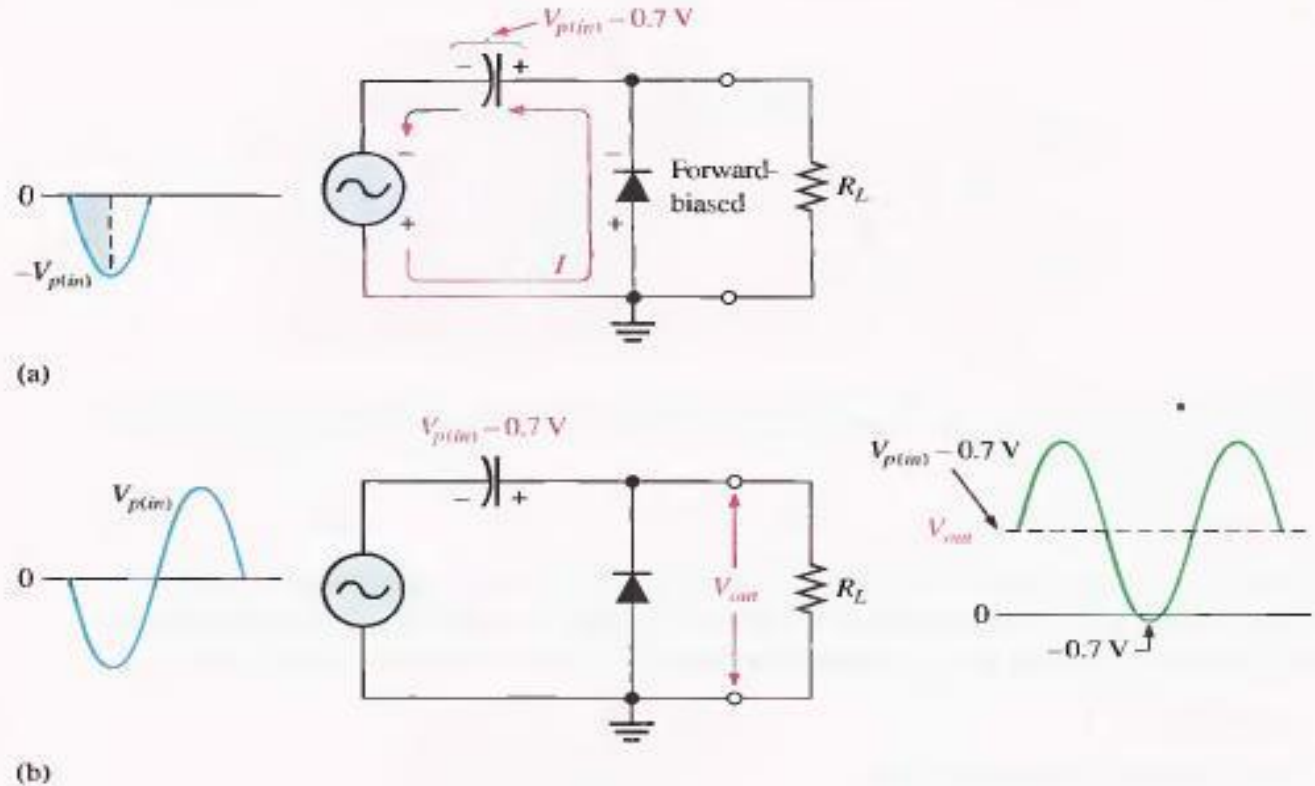 V_p(in) − 0.7 V
− +
−
−
Forward-
biased
R_L
0
+
+
−V_p(in)
I
(a)
V_p(in) − 0.7 V
− +
V_p(in)
V_p(in) − 0.7 V
V_out
0
V_out
R_L
0
−0.7 V
(b)